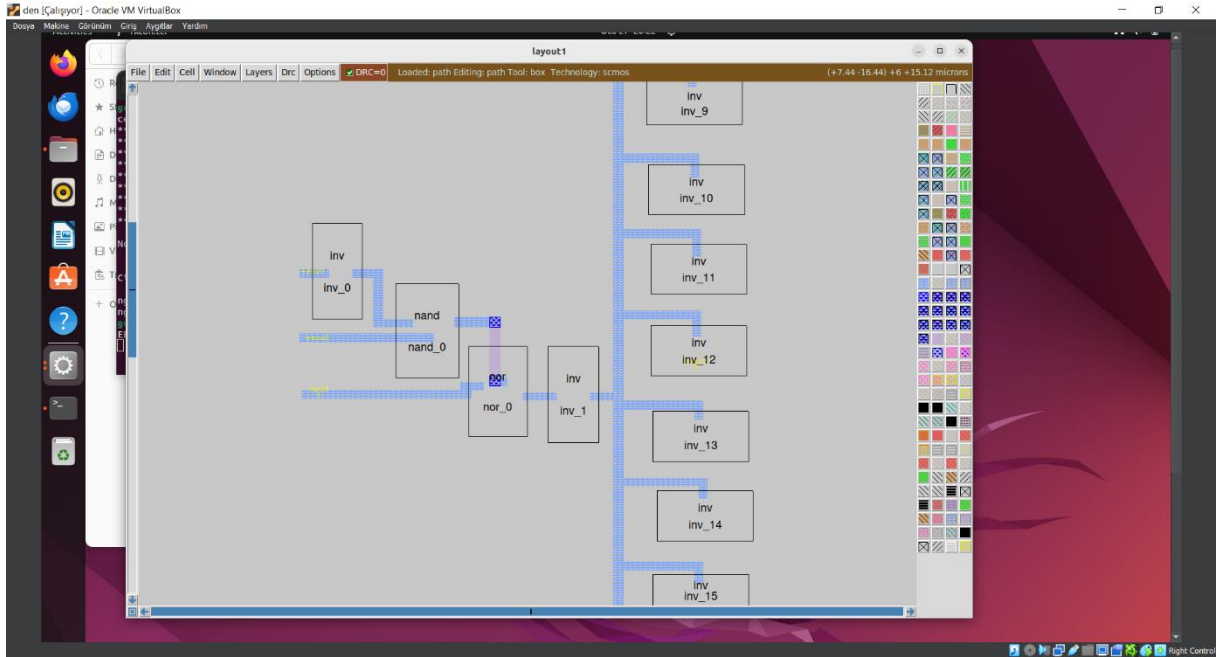 den [Çalışıyor] - Oracle VM VirtualBox
Dosya Makine Görünüm Giriş Aygıtlar Yardım
layout1
File Edit Cell Window Layers Drc Options DRC=0 Loaded: path Editing: path Tool: box Technology: scmos (+7.44 -16.44) +6 +15.12 microns
inv
inv_9
inv
inv_10
inv
inv_11
inv
inv_0
nand
nand_0
inv
inv_12
nor
nor_0
inv
inv_1
inv
inv_13
inv
inv_14
inv
inv_15
Right Control